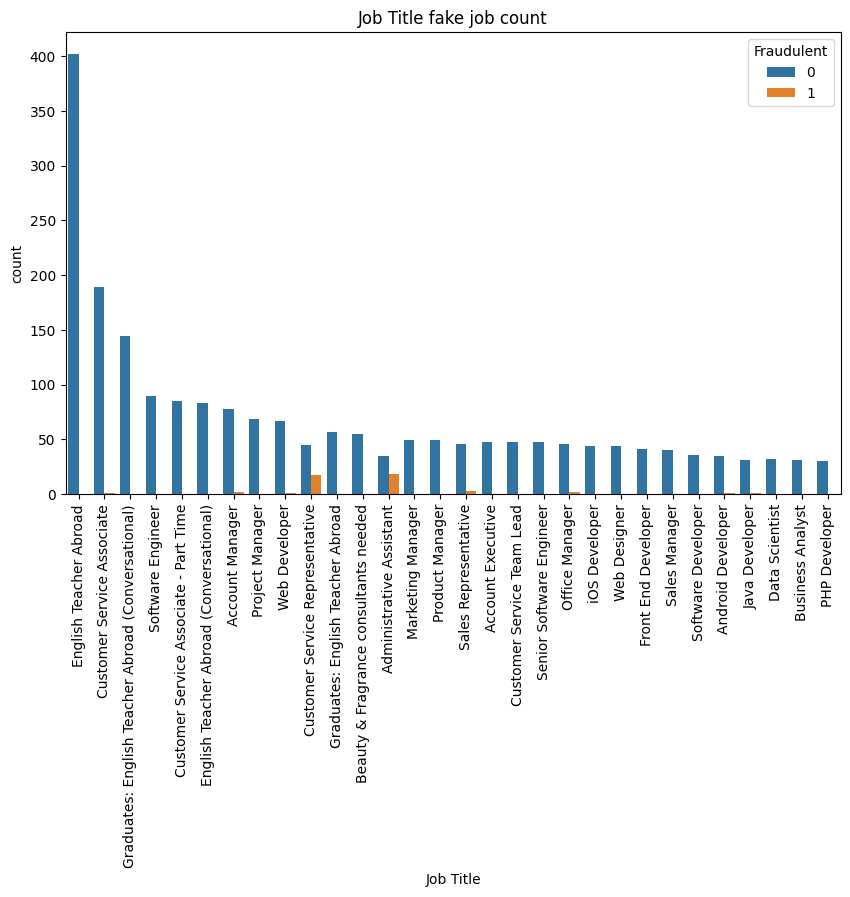 Job Title fake job count
Fraudulent
0
1
count
400
350
300
250
200
150
100
50
0
English Teacher Abroad
Customer Service Associate
Graduates: English Teacher Abroad (Conversational)
Software Engineer
Customer Service Associate - Part Time
English Teacher Abroad (Conversational)
Account Manager
Project Manager
Web Developer
Customer Service Representative
Graduates: English Teacher Abroad
Beauty & Fragrance consultants needed
Administrative Assistant
Marketing Manager
Product Manager
Sales Representative
Account Executive
Customer Service Team Lead
Senior Software Engineer
Office Manager
iOS Developer
Web Designer
Front End Developer
Sales Manager
Software Developer
Android Developer
Java Developer
Data Scientist
Business Analyst
PHP Developer
Job Title